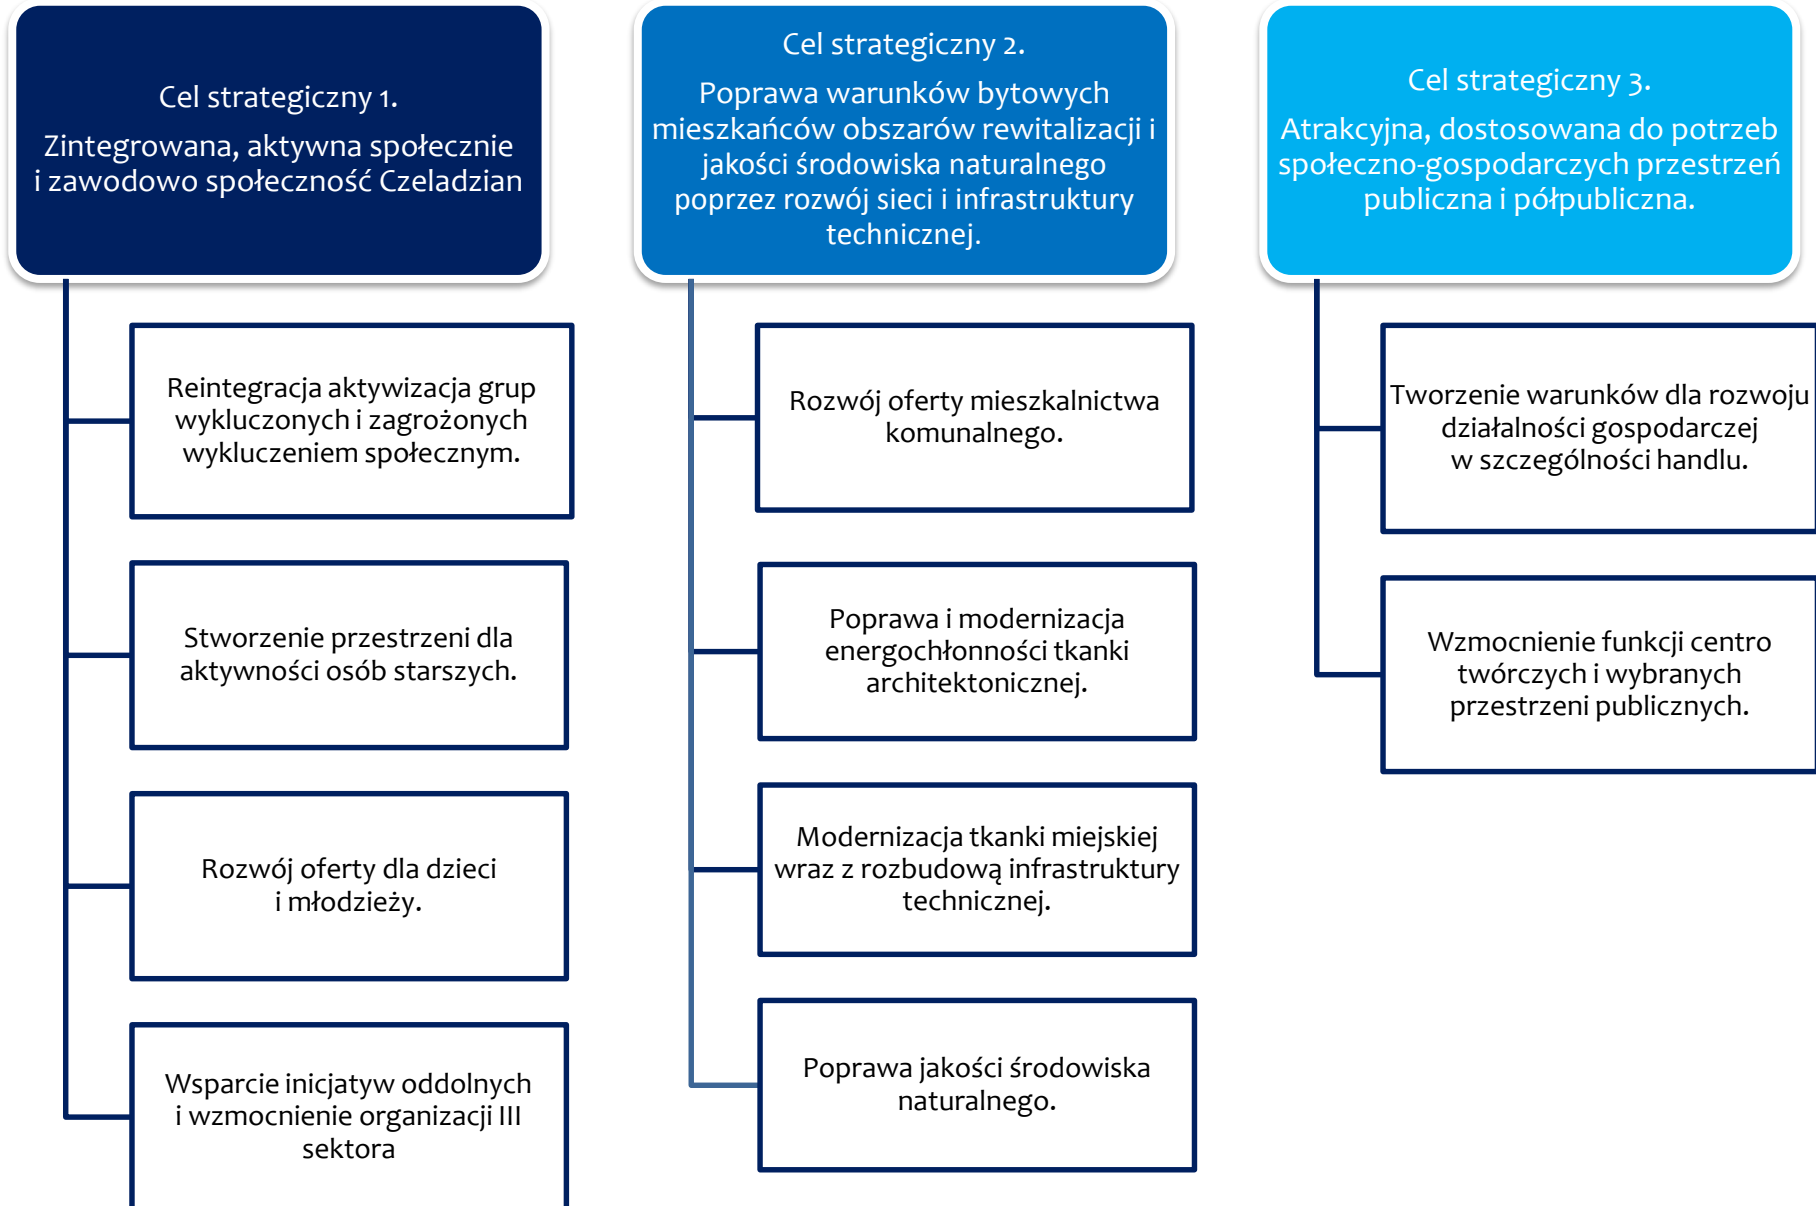 Cel strategiczny 1.
Zintegrowana, aktywna społecznie
i zawodowo społeczność Czeladzian
Reintegracja aktywizacja grup
wykluczonych i zagrożonych
wykluczeniem społecznym.
Stworzenie przestrzeni dla
aktywności osób starszych.
Rozwój oferty dla dzieci
i młodzieży.
Wsparcie inicjatyw oddolnych
i wzmocnienie organizacji III
sektora
Cel strategiczny 2.
Poprawa warunków bytowych
mieszkańców obszarów rewitalizacji i
jakości środowiska naturalnego
poprzez rozwój sieci i infrastruktury
technicznej.
Rozwój oferty mieszkalnictwa
komunalnego.
Poprawa i modernizacja
energochłonności tkanki
architektonicznej.
Modernizacja tkanki miejskiej
wraz z rozbudową infrastruktury
technicznej.
Poprawa jakości środowiska
naturalnego.
Cel strategiczny 3.
Atrakcyjna, dostosowana do potrzeb
społeczno-gospodarczych przestrzeń
publiczna i półpubliczna.
Tworzenie warunków dla rozwoju
działalności gospodarczej
w szczególności handlu.
Wzmocnienie funkcji centro
twórczych i wybranych
przestrzeni publicznych.